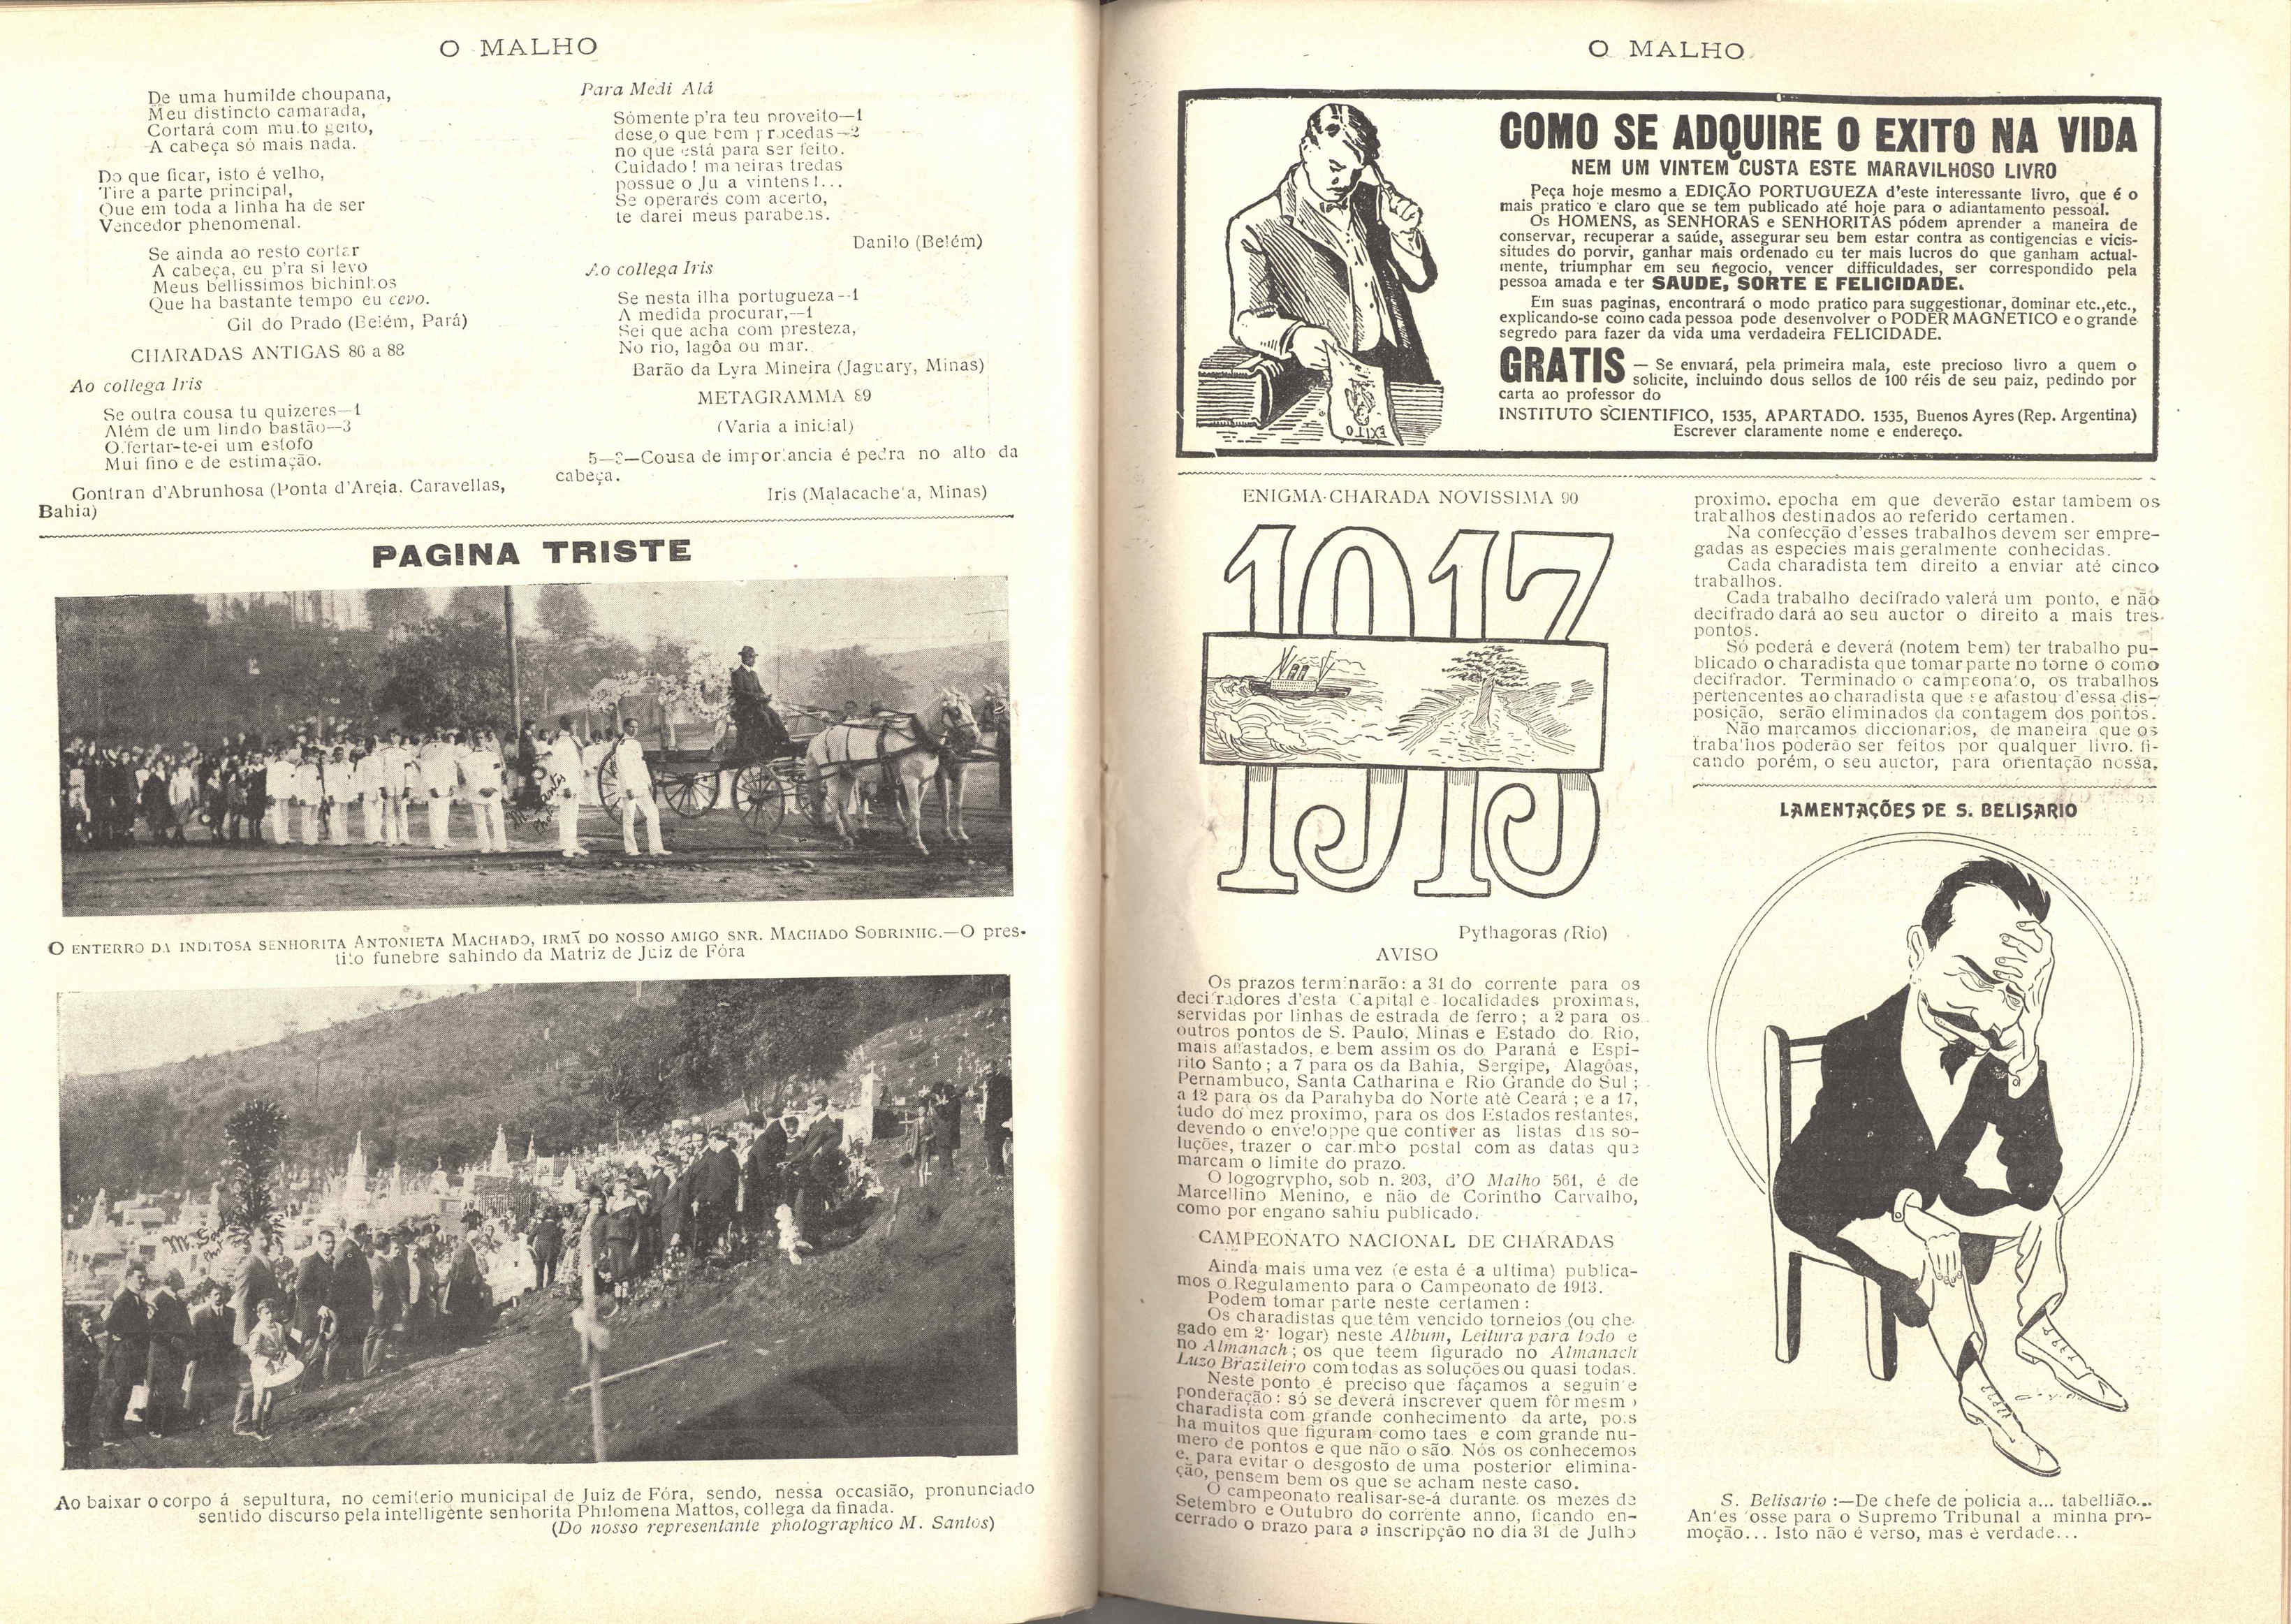 O MALHO
De uma humilde choupana,
Meu distincto camarada,
Cortará com muito geito,
A cabeça só mais nada.
Do que ficar, isto é velho,
Tire a parte principal,
Que em toda a linha ha de ser
Vencedor phenomenal.
Se ainda ao resto cortar
A cabeça, eu p'ra si levo
Meus bellissimos bichinhos
Que ha bastante tempo eu cevo.
Gil do Prado (Belém, Pará)
CHARADAS ANTIGAS 86 a 88
Ao collega Iris
Se outra cousa tu quizeres—1
Além de um lindo bastão—3
Offertar-te-ei um estofo
Mui fino e de estimação.
Gontran d'Abrunhosa (Ponta d'Areia, Caravellas,
Bahia)
Para Medi Alá
Sómente p'ra teu proveito—1
desejo que bem procedas—2
no que está para ser feito.
Cuidado! maneiras tredas
possue o Ju a vintens!...
Se operares com acerto,
te darei meus parabens.
Danilo (Belém)
Ao collega Iris
Se nesta ilha portugueza—1
A medida procurar,—1
Sei que acha com presteza,
No rio, lagôa ou mar.
Barão da Lyra Mineira (Jaguary, Minas)
METAGRAMMA 89
(Varia a inicial)
5—2—Cousa de importancia é pedra no alto da
cabeça.
Iris (Malacacheta, Minas)
PAGINA TRISTE
M. Santos
Phot
O ENTERRO DA INDITOSA SENHORITA ANTONIETA MACHADO, IRMÃ DO NOSSO AMIGO SNR. MACHADO SOBRINHO.—O pres-
tito funebre sahindo da Matriz de Juiz de Fóra
M. Santos
Phot
Ao baixar o corpo á sepultura, no cemiterio municipal de Juiz de Fóra, sendo, nessa occasião, pronunciado
sentido discurso pela intelligente senhorita Philomena Mattos, collega da finada.
(Do nosso representante photographico M. Santos)
O MALHO
COMO SE ADQUIRE O EXITO NA VIDA
NEM UM VINTEM CUSTA ESTE MARAVILHOSO LIVRO
Peça hoje mesmo a EDIÇÃO PORTUGUEZA d'este interessante livro, que é o
mais pratico e claro que se tem publicado até hoje para o adiantamento pessoal.
Os HOMENS, as SENHORAS e SENHORITAS pódem aprender a maneira de
conservar, recuperar a saúde, assegurar seu bem estar contra as contigencias e vicis-
situdes do porvir, ganhar mais ordenado ou ter mais lucros do que ganham actual-
mente, triumphar em seu negocio, vencer difficuldades, ser correspondido pela
pessoa amada e ter SAUDE, SORTE E FELICIDADE.
Em suas paginas, encontrará o modo pratico para suggestionar, dominar etc.,etc.,
explicando-se como cada pessoa pode desenvolver o PODER MAGNETICO e o grande
segredo para fazer da vida uma verdadeira FELICIDADE.
GRATIS — Se enviará, pela primeira mala, este precioso livro a quem o
solicite, incluindo dous sellos de 100 réis de seu paiz, pedindo por
carta ao professor do
INSTITUTO SCIENTIFICO, 1535, APARTADO. 1535, Buenos Ayres (Rep. Argentina)
Escrever claramente nome e endereço.
EXITO
ENIGMA-CHARADA NOVISSIMA 90
1017
1913
Pythagoras (Rio)
AVISO
Os prazos terminarão: a 31 do corrente para os
decifradores d'esta Capital e localidades proximas,
servidas por linhas de estrada de ferro; a 2 para os
outros pontos de S. Paulo, Minas e Estado do Rio,
mais affastados, e bem assim os do Paraná e Espi-
rito Santo; a 7 para os da Bahia, Sergipe, Alagôas,
Pernambuco, Santa Catharina e Rio Grande do Sul;
a 12 para os da Parahyba do Norte até Ceará; e a 17,
tudo do mez proximo, para os dos Estados restantes,
devendo o enveloppe que contiver as listas das so-
luções, trazer o carimbo postal com as datas que
marcam o limite do prazo.
O logogrypho, sob n. 203, d'O Malho 561, é de
Marcellino Menino, e não de Corintho Carvalho,
como por engano sahiu publicado.
CAMPEONATO NACIONAL DE CHARADAS
Ainda mais uma vez (e esta é a ultima) publica-
mos o Regulamento para o Campeonato de 1913.
Podem tomar parte neste certamen:
Os charadistas que têm vencido torneios (ou che-
gado em 2º logar) neste Album, Leitura para todo e
no Almanach; os que teem figurado no Almanach
Luzo Brazileiro com todas as soluções ou quasi todas.
Neste ponto é preciso que façamos a seguinte
ponderação: só se deverá inscrever quem fôr mesmo
charadista com grande conhecimento da arte, pois
ha muitos que figuram como taes e com grande nu-
mero de pontos e que não o são. Nós os conhecemos
e, para evitar o desgosto de uma posterior elimina-
ção, pensem bem os que se acham neste caso.
O campeonato realisar-se-á durante os mezes de
Setembro e Outubro do corrente anno, ficando en-
cerrado o prazo para a inscripção no dia 31 de Julho
proximo, epocha em que deverão estar tambem os
trabalhos destinados ao referido certamen.
Na confecção d'esses trabalhos devem ser empre-
gadas as especies mais geralmente conhecidas.
Cada charadista tem direito a enviar até cinco
trabalhos.
Cada trabalho decifrado valerá um ponto, e não
decifrado dará ao seu auctor o direito a mais tres
pontos.
Só poderá e deverá (notem bem) ter trabalho pu-
blicado o charadista que tomar parte no torneio como
decifrador. Terminado o campeonato, os trabalhos
pertencentes ao charadista que se afastou d'essa dis-
posição, serão eliminados da contagem dos pontos.
Não marcamos diccionarios, de maneira que os
trabalhos poderão ser feitos por qualquer livro, fi-
cando porém, o seu auctor, para orientação nossa,
LAMENTAÇÕES DE S. BELISARIO
S. Belisario:—De chefe de policia a... tabellião...
Antes fosse para o Supremo Tribunal a minha pro-
moção... Isto não é verso, mas é verdade...